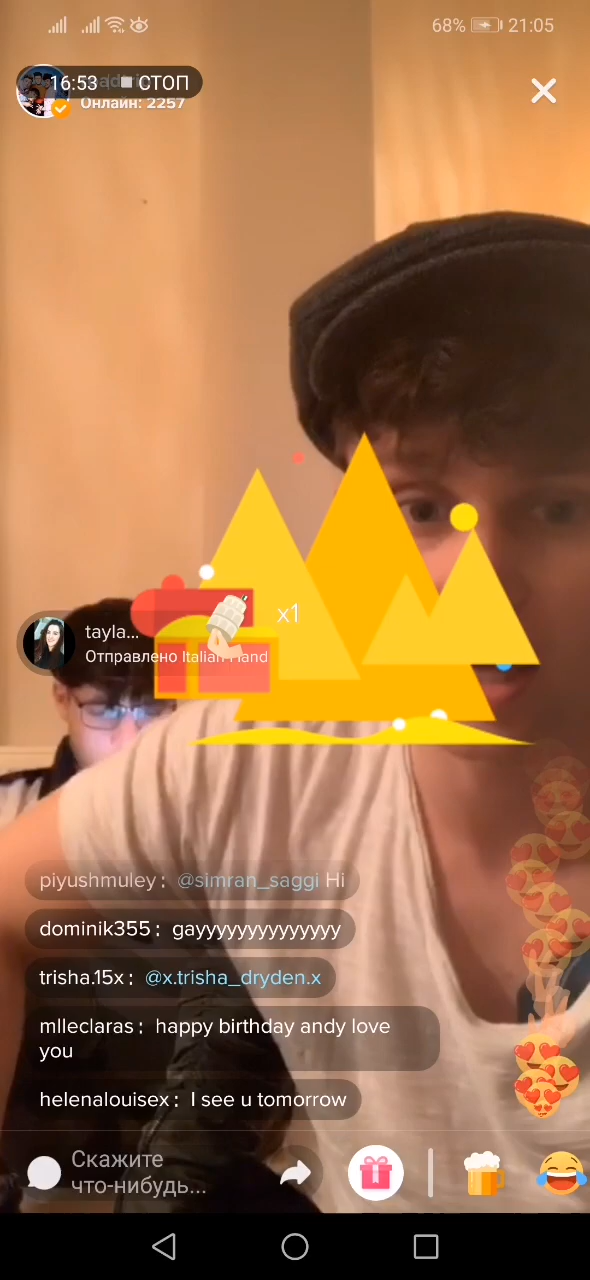 68% 21:05
16:53 СТОП
Онлайн: 2257
x1
tayla...
Отправлено Italian Hand
piyushmuley : @simran_saggi Hi
dominik355 : gayyyyyyyyyyyyyyy
trisha.15x : @x.trisha_dryden.x
mlleclaras : happy birthday andy love
you
helenalouisex : I see u tomorrow
Скажите
что-нибудь...